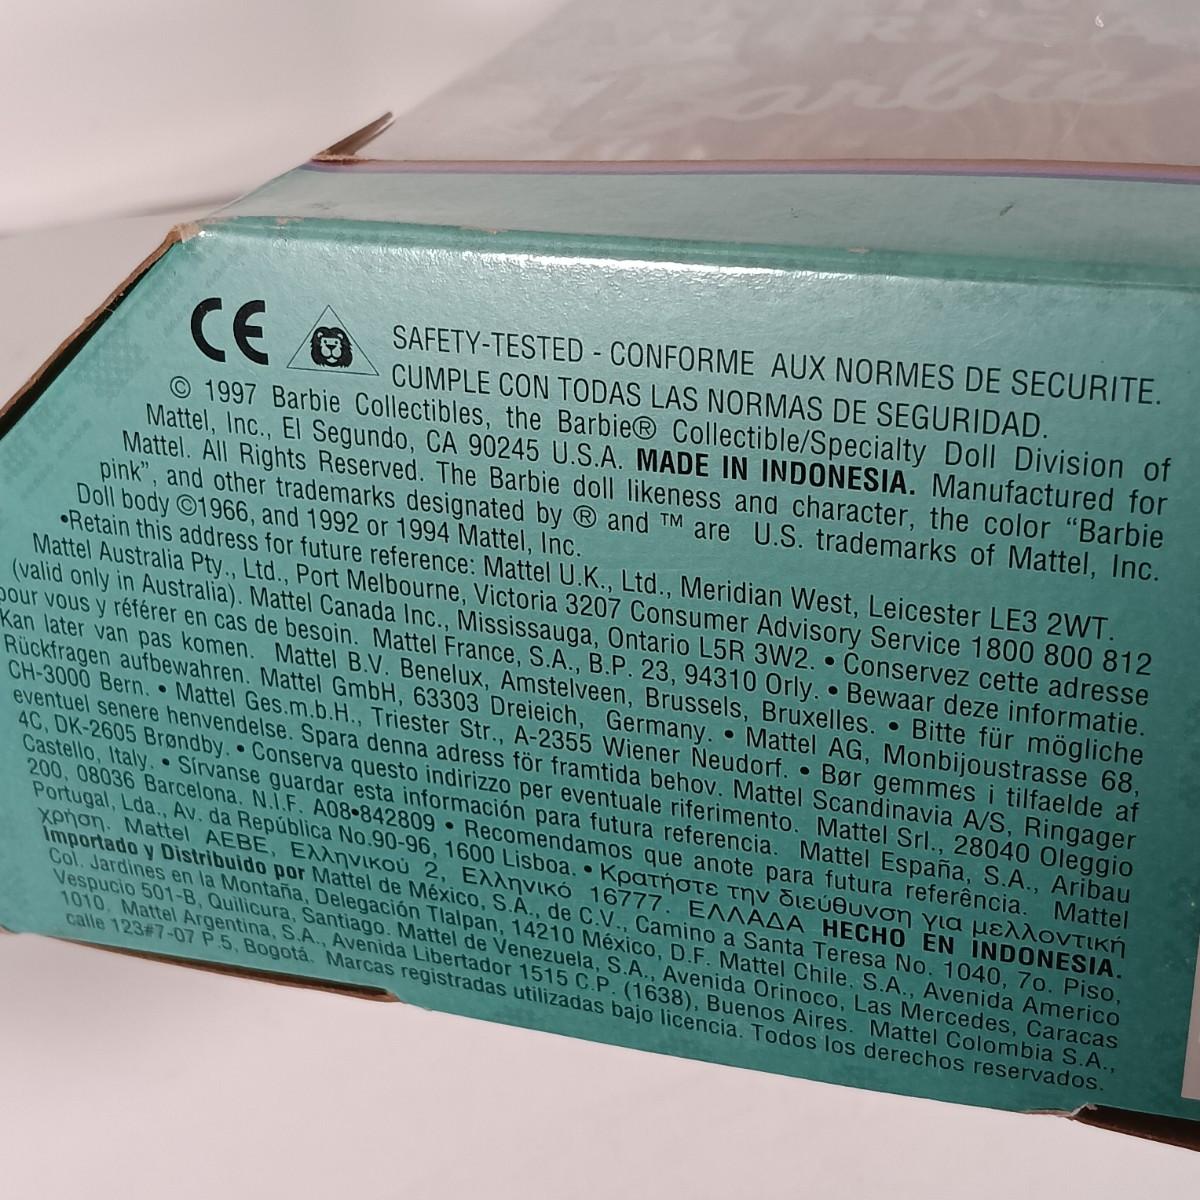 Barbie
CE
SAFETY-TESTED - CONFORME AUX NORMES DE SECURITE.
CUMPLE CON TODAS LAS NORMAS DE SEGURIDAD.
© 1997 Barbie Collectibles, the Barbie® Collectible/Specialty Doll Division of
Mattel, Inc., El Segundo, CA 90245 U.S.A. MADE IN INDONESIA. Manufactured for
Mattel. All Rights Reserved. The Barbie doll likeness and character, the color “Barbie
pink”, and other trademarks designated by ® and ™ are U.S. trademarks of Mattel, Inc.
Doll body ©1966, and 1992 or 1994 Mattel, Inc.
•Retain this address for future reference: Mattel U.K., Ltd., Meridian West, Leicester LE3 2WT.
Mattel Australia Pty., Ltd., Port Melbourne, Victoria 3207 Consumer Advisory Service 1800 800 812
(valid only in Australia). Mattel Canada Inc., Mississauga, Ontario L5R 3W2. • Conservez cette adresse
pour vous y référer en cas de besoin. Mattel France, S.A., B.P. 23, 94310 Orly. • Bewaar deze informatie.
Kan later van pas komen. Mattel B.V. Benelux, Amstelveen, Brussels, Bruxelles. • Bitte für mögliche
Rückfragen aufbewahren. Mattel GmbH, 63303 Dreieich, Germany. • Mattel AG, Monbijoustrasse 68,
CH-3000 Bern. • Mattel Ges.m.b.H., Triester Str., A-2355 Wiener Neudorf. • Bør gemmes i tilfaelde af
eventuel senere henvendelse. Spara denna adress för framtida behov. Mattel Scandinavia A/S, Ringager
4C, DK-2605 Brøndby. • Conserva questo indirizzo per eventuale riferimento. Mattel Srl., 28040 Oleggio
Castello, Italy. • Sírvanse guardar esta información para futura referencia. Mattel España, S.A., Aribau
200, 08036 Barcelona. N.I.F. A08•842809 • Recomendamos que anote para futura referência. Mattel
Portugal, Lda., Av. da República No.90-96, 1600 Lisboa. • Κρατήστε την διεύθυνση για μελλοντική
χρήση. Mattel AEBE, Ελληνικού 2, Ελληνικό 16777. ΕΛΛΑΔΑ HECHO EN INDONESIA.
Importado y Distribuido por Mattel de México, S.A., de C.V., Camino a Santa Teresa No. 1040, 7o. Piso,
Col. Jardines en la Montaña, Delegación Tlalpan, 14210 México, D.F. Mattel Chile, S.A., Avenida Americo
Vespucio 501-B, Quilicura, Santiago. Mattel de Venezuela, S.A., Avenida Orinoco, Las Mercedes, Caracas
1010. Mattel Argentina, S.A., Avenida Libertador 1515 C.P. (1638), Buenos Aires. Mattel Colombia S.A.,
calle 123#7-07 P.5, Bogotá. Marcas registradas utilizadas bajo licencia. Todos los derechos reservados.